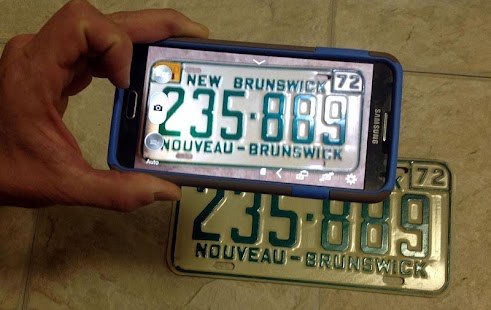 NEW BRUNSWICK 72
235·889
NOUVEAU-BRUNSWICK
Auto
SAMSUNG
K 72
235·889
NOUVEAU-BRUNSWICK